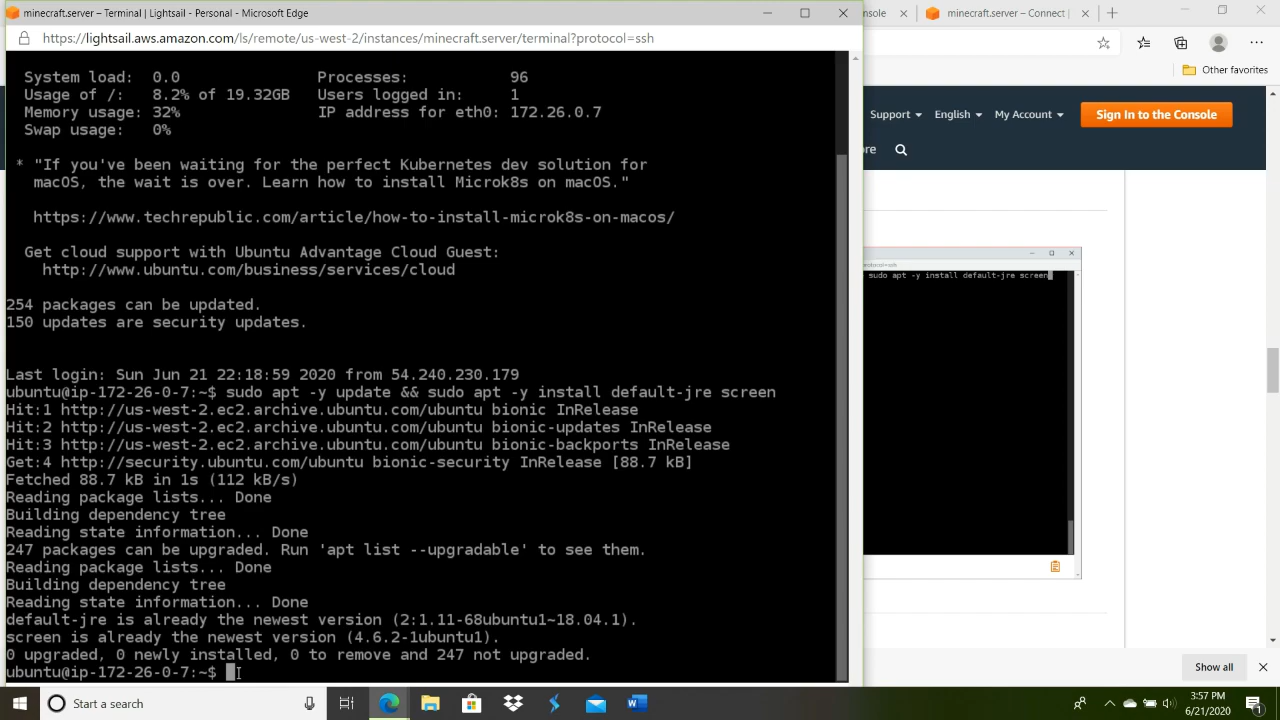 minecraft.server – Terminal | Lightsail - Personal - Microsoft Edge
minecraft.server – Connect |
https://lightsail.aws.amazon.com/ls/remote/us-west-2/instances/minecraft.server/terminal?protocol=ssh
Other favorites
System load: 0.0 Processes: 96
Usage of /: 8.2% of 19.32GB Users logged in: 1
Memory usage: 32% IP address for eth0: 172.26.0.7
Swap usage: 0%
* "If you've been waiting for the perfect Kubernetes dev solution for
macOS, the wait is over. Learn how to install Microk8s on macOS."
https://www.techrepublic.com/article/how-to-install-microk8s-on-macos/
Get cloud support with Ubuntu Advantage Cloud Guest:
http://www.ubuntu.com/business/services/cloud
254 packages can be updated.
150 updates are security updates.
Last login: Sun Jun 21 22:18:59 2020 from 54.240.230.179
ubuntu@ip-172-26-0-7:~$ sudo apt -y update && sudo apt -y install default-jre screen
Hit:1 http://us-west-2.ec2.archive.ubuntu.com/ubuntu bionic InRelease
Hit:2 http://us-west-2.ec2.archive.ubuntu.com/ubuntu bionic-updates InRelease
Hit:3 http://us-west-2.ec2.archive.ubuntu.com/ubuntu bionic-backports InRelease
Get:4 http://security.ubuntu.com/ubuntu bionic-security InRelease [88.7 kB]
Fetched 88.7 kB in 1s (112 kB/s)
Reading package lists... Done
Building dependency tree
Reading state information... Done
247 packages can be upgraded. Run 'apt list --upgradable' to see them.
Reading package lists... Done
Building dependency tree
Reading state information... Done
default-jre is already the newest version (2:1.11-68ubuntu1~18.04.1).
screen is already the newest version (4.6.2-1ubuntu1).
0 upgraded, 0 newly installed, 0 to remove and 247 not upgraded.
ubuntu@ip-172-26-0-7:~$
Support English My Account Sign In to the Console
sudo apt -y install default-jre screen
Show all
Start a search
3:57 PM
6/21/2020